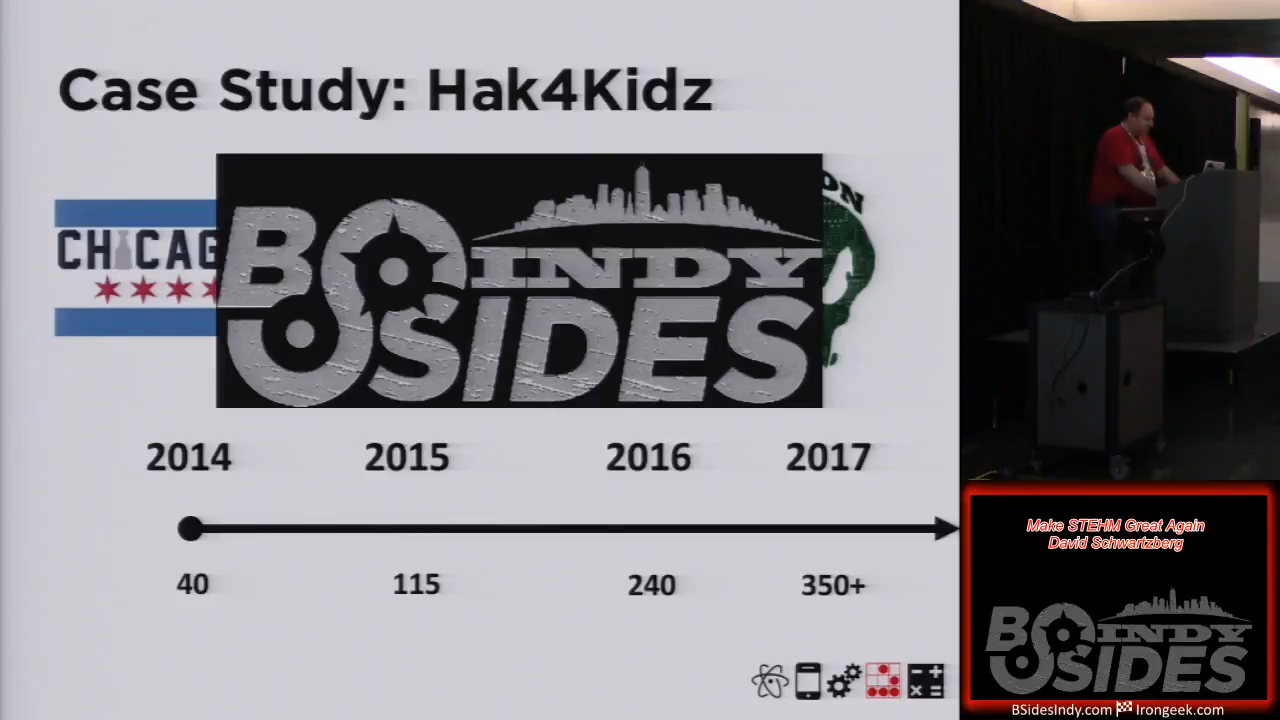 Case Study: Hak4Kidz
CHICAG
BSIDES INDY
ON
2014 2015 2016 2017
40 115 240 350+
Make STEHM Great Again
David Schwartzberg
BSIDES INDY
BSidesIndy.com Irongeek.com